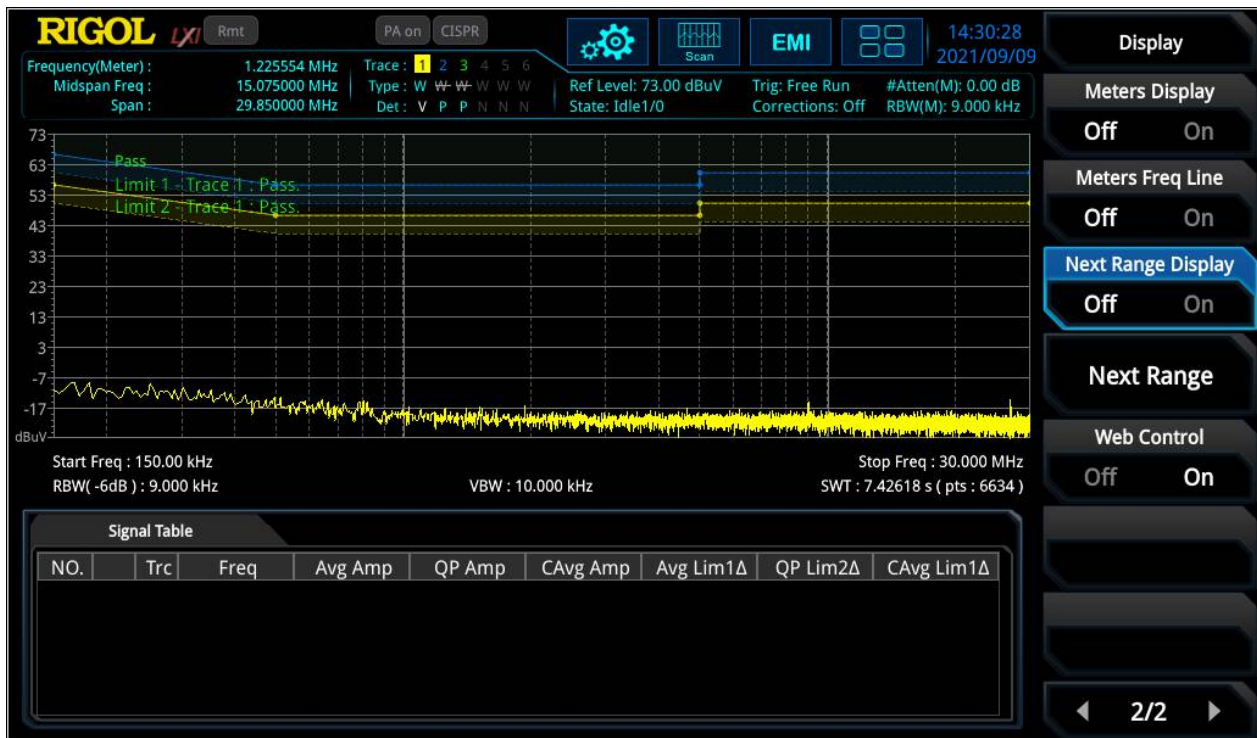 RIGOL LXI Rmt PA on CISPR Scan EMI 14:30:28
2021/09/09
Frequency(Meter) : 1.225554 MHz Trace : 1 2 3 4 5 6
Midspan Freq : 15.075000 MHz Type : W W W W W W Ref Level: 73.00 dBuV Trig: Free Run #Atten(M): 0.00 dB
Span : 29.850000 MHz Det : V P P N N N State: Idle1/0 Corrections: Off RBW(M): 9.000 kHz
73
Pass
63
Limit 1 - Trace 1 : Pass.
53
Limit 2 - Trace 1 : Pass.
43
33
23
13
3
-7
-17
dBuV
Start Freq : 150.00 kHz Stop Freq : 30.000 MHz
RBW( -6dB ) : 9.000 kHz VBW : 10.000 kHz SWT : 7.42618 s ( pts : 6634 )
Signal Table
NO. Trc Freq Avg Amp QP Amp CAvg Amp Avg Lim1Δ QP Lim2Δ CAvg Lim1Δ
Display
Meters Display
Off On
Meters Freq Line
Off On
Next Range Display
Off On
Next Range
Web Control
Off On
2/2